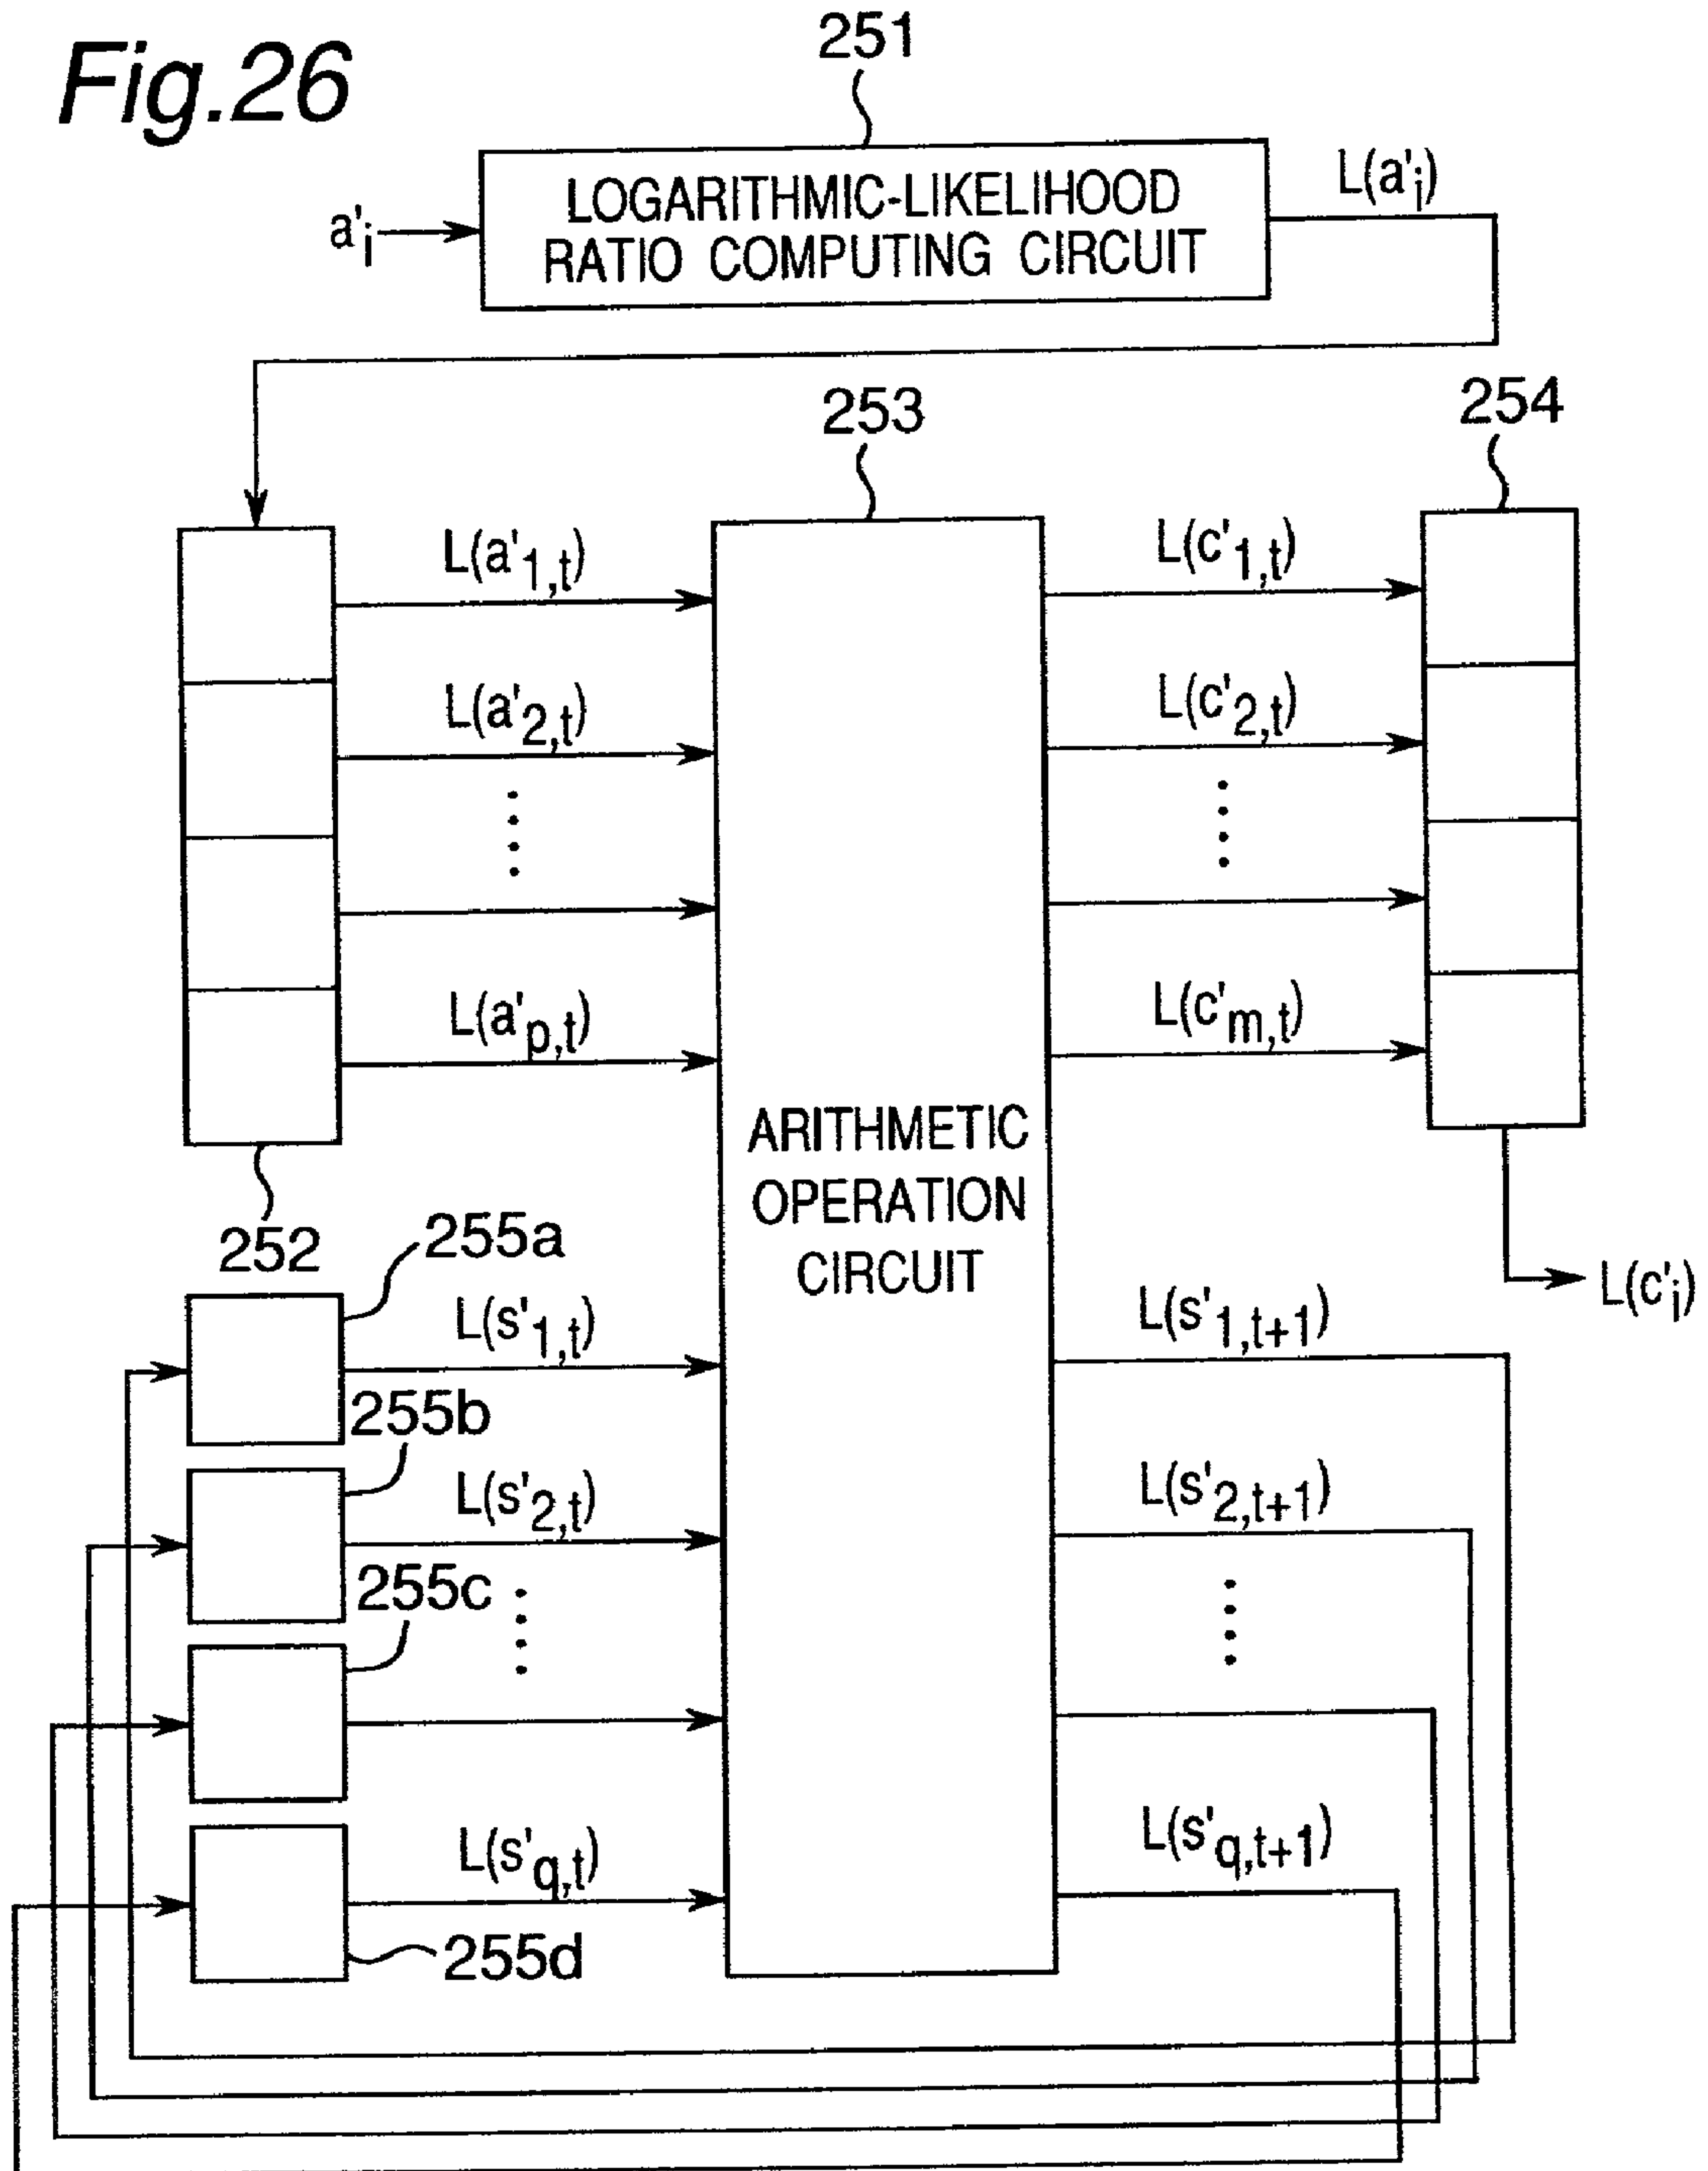 Fig.26
251
LOGARITHMIC-LIKELIHOOD
RATIO COMPUTING CIRCUIT
a'i
L(a'i)
253
254
L(a'1,t)
L(c'1,t)
L(a'2,t)
L(c'2,t)
L(a'p,t)
L(c'm,t)
ARITHMETIC
OPERATION
CIRCUIT
252
255a
L(c'i)
L(s'1,t)
L(s'1,t+1)
255b
L(s'2,t)
L(s'2,t+1)
255c
L(s'q,t)
L(s'q,t+1)
255d